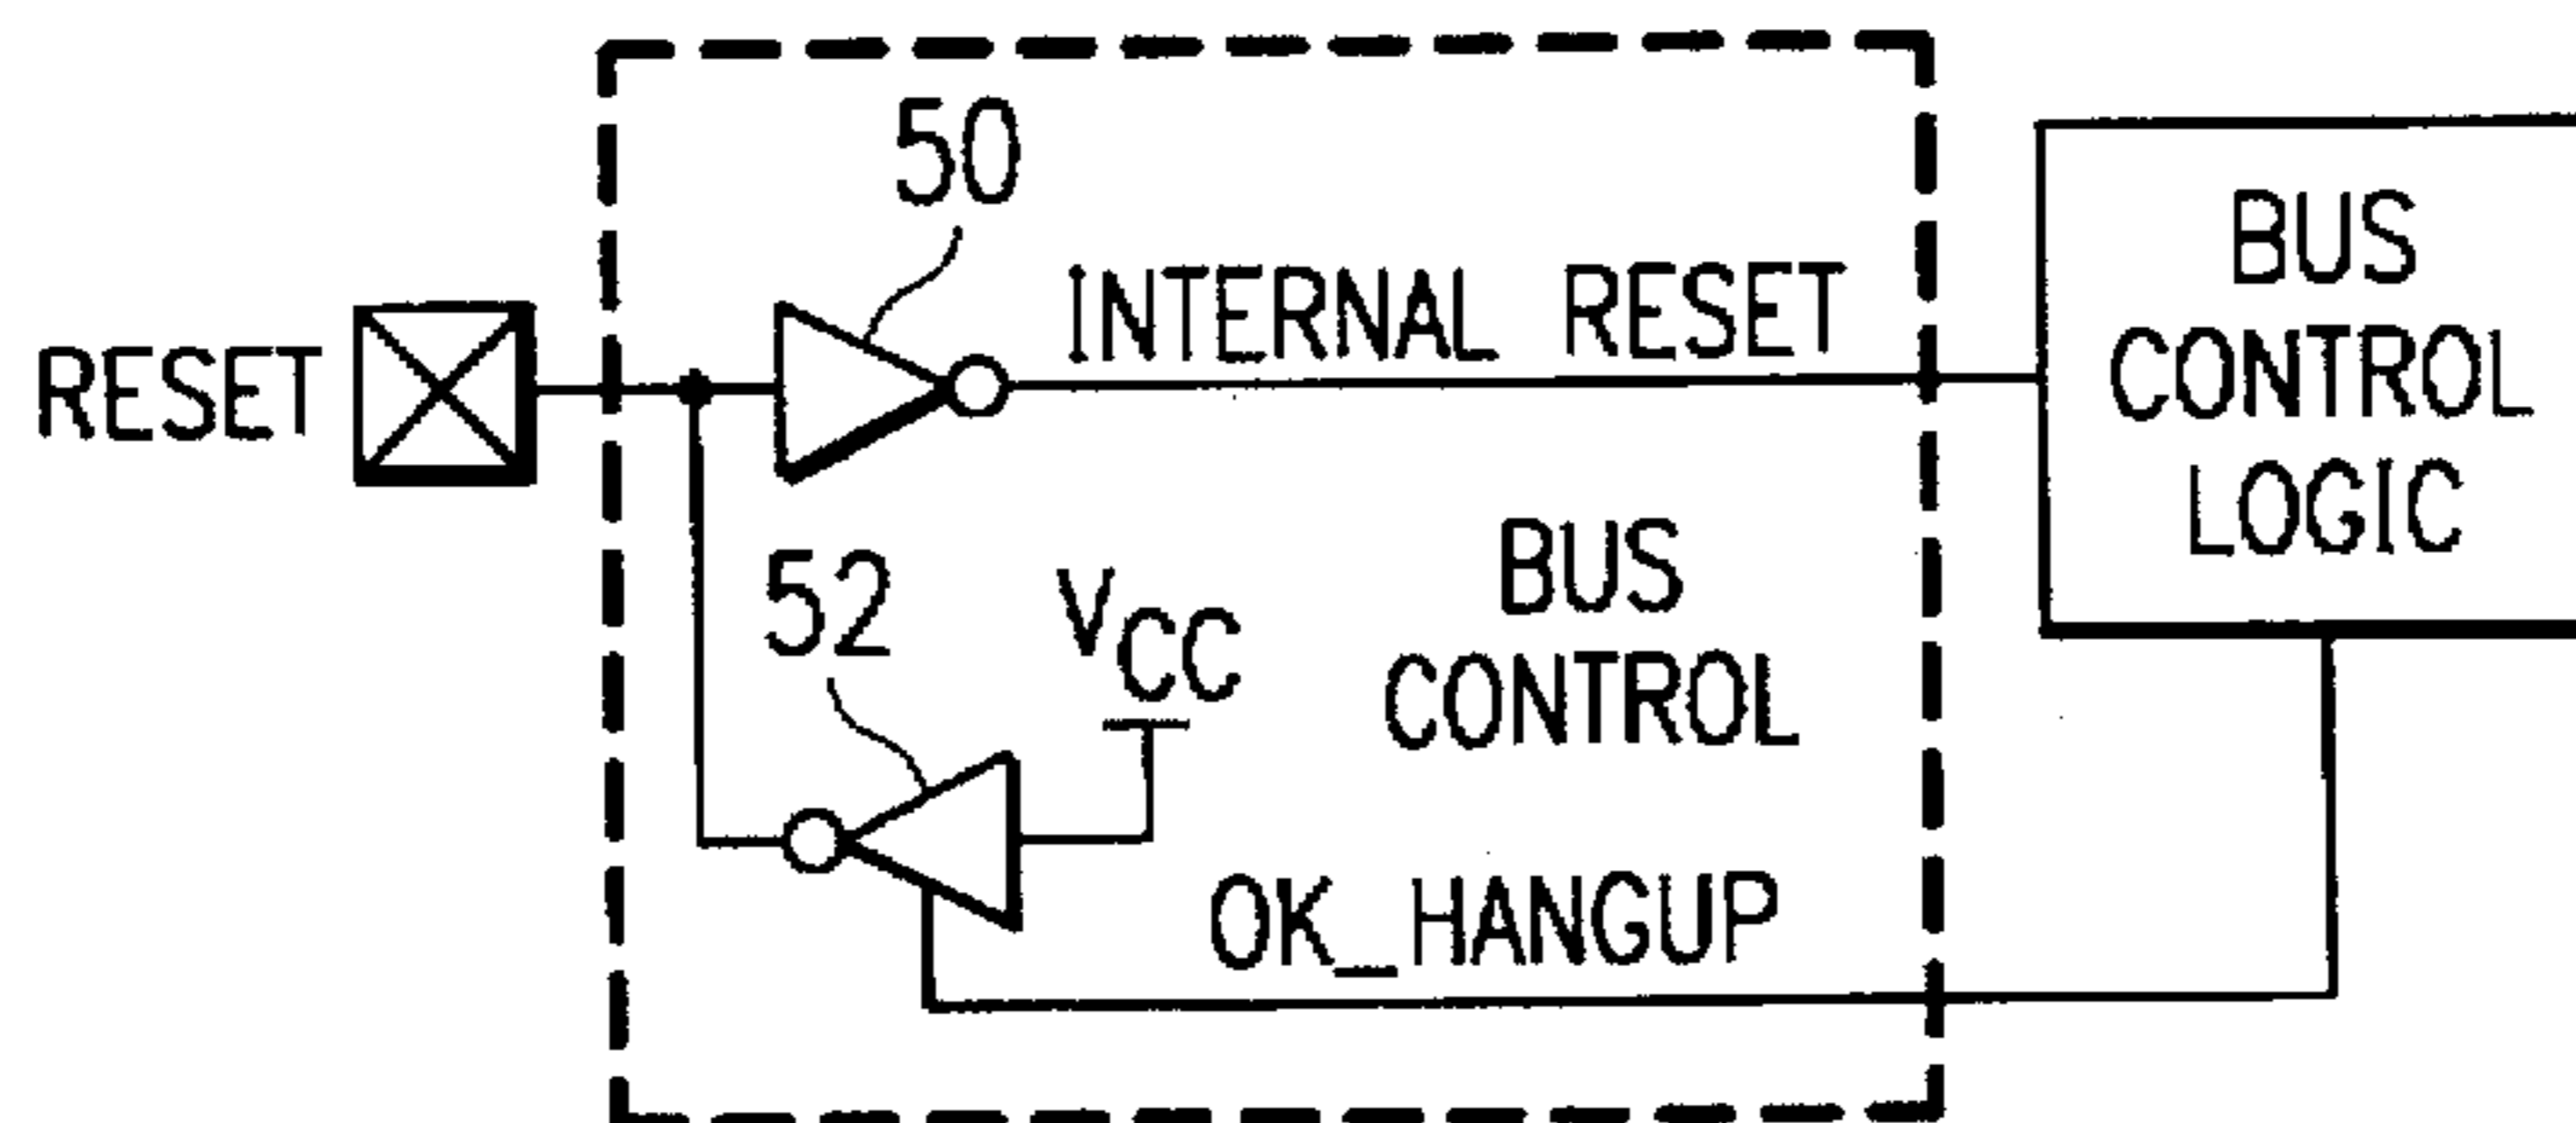 50
INTERNAL RESET
RESET
BUS
CONTROL
LOGIC
52
VCC
BUS
CONTROL
OK_HANGUP